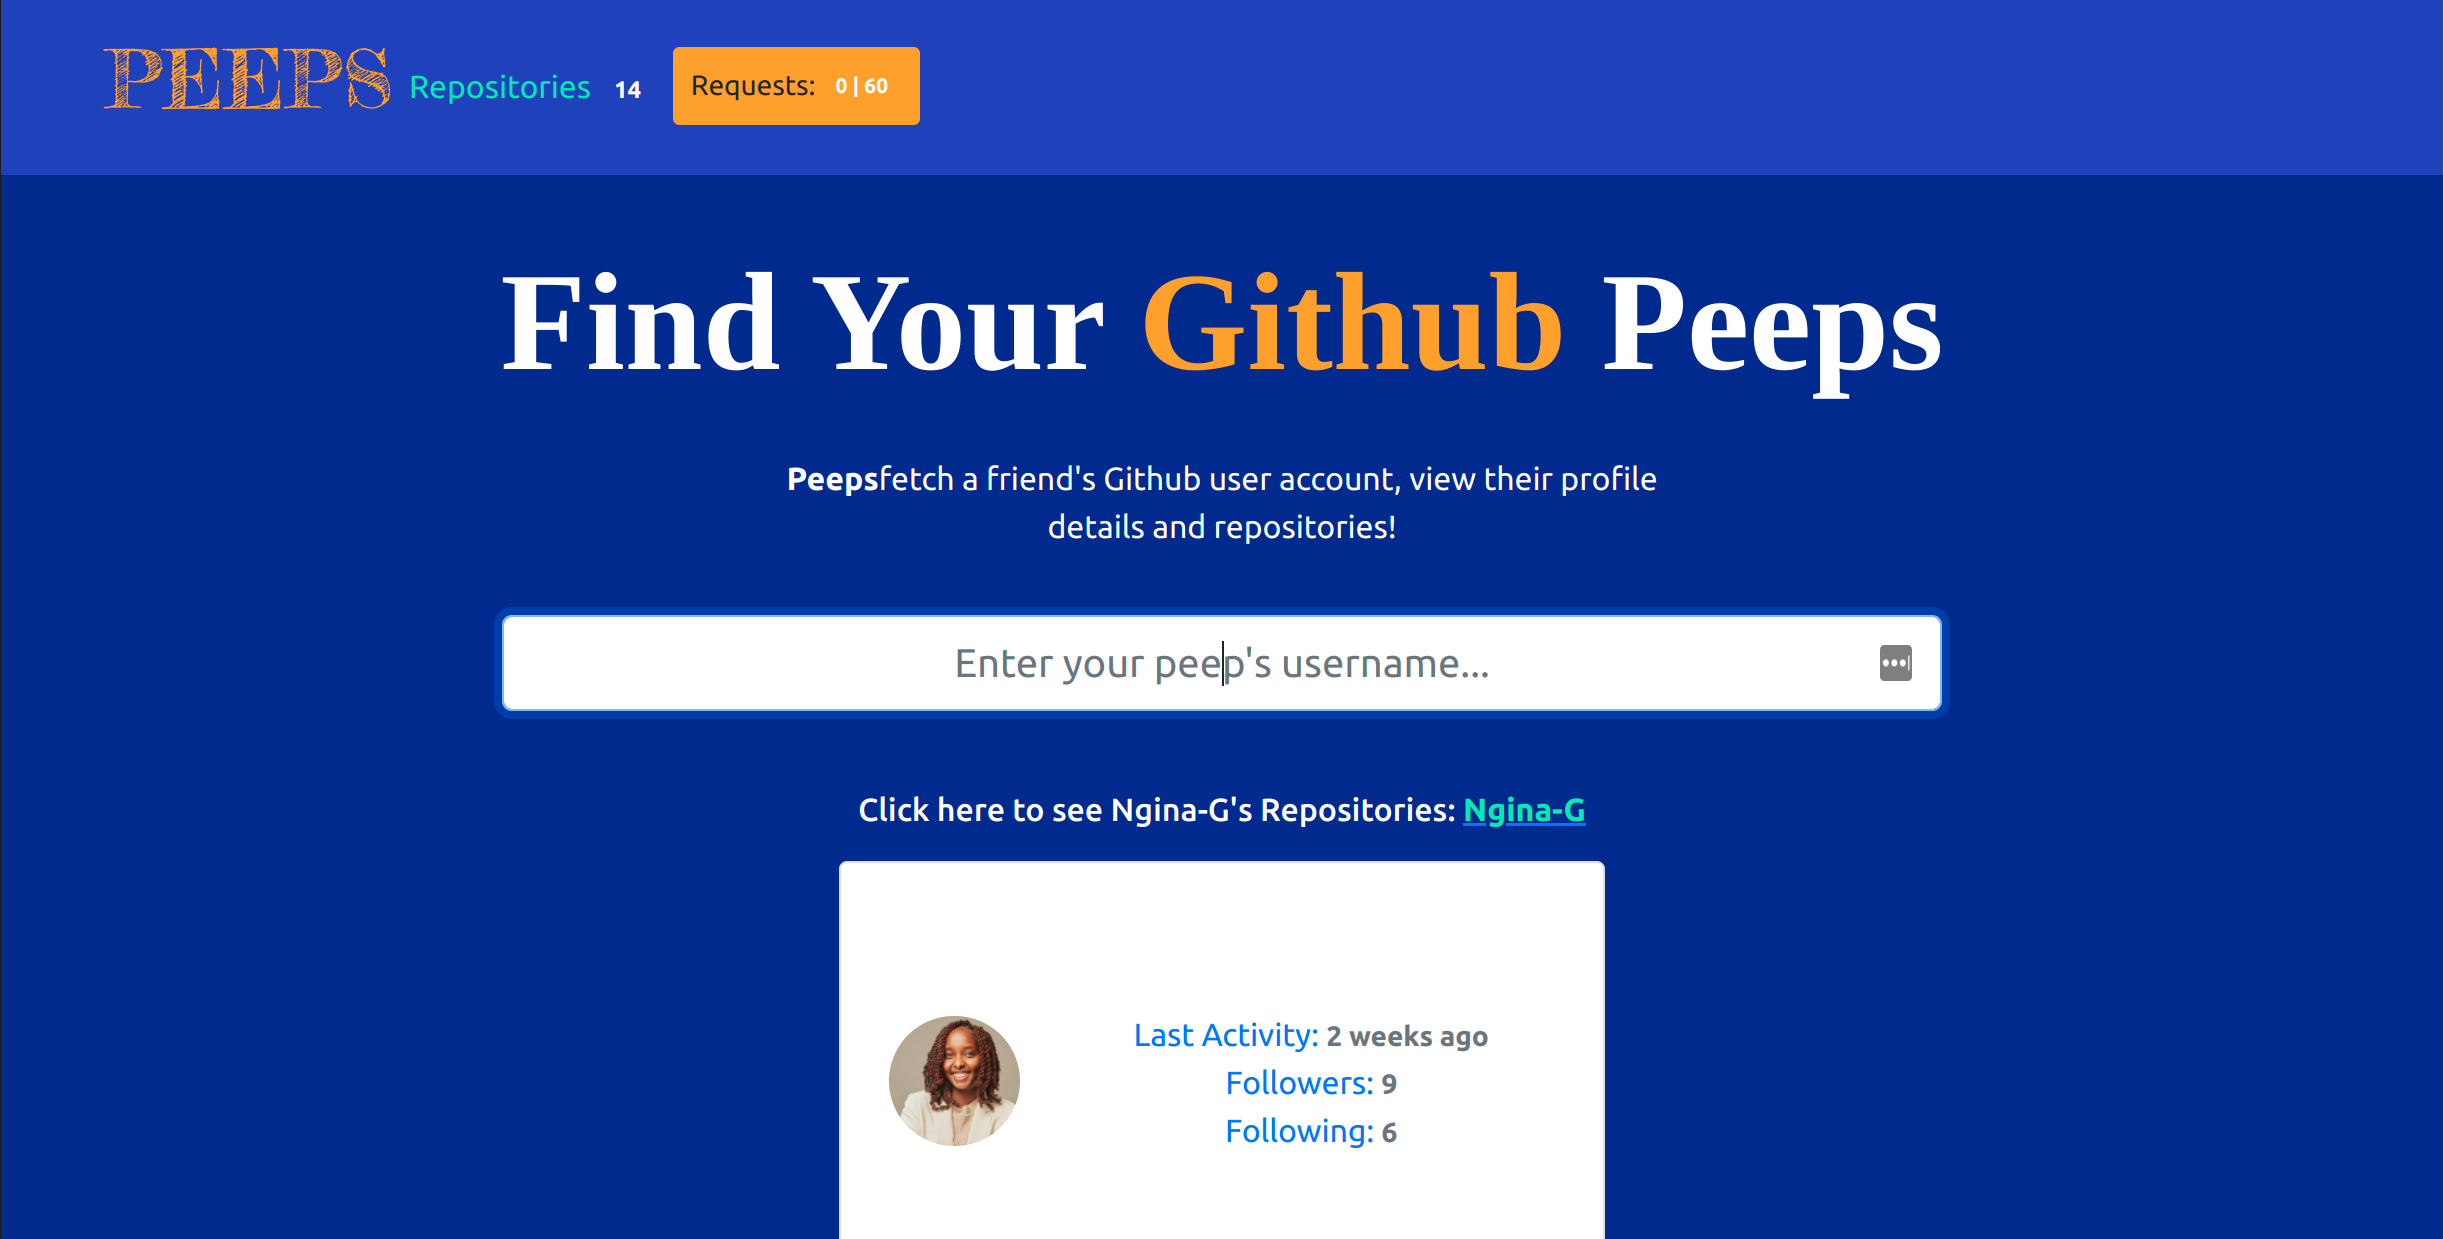 PEEPS Repositories 14 Requests: 0 | 60
Find Your Github Peeps
Peepsfetch a friend's Github user account, view their profile
details and repositories!
Enter your peep's username...
Click here to see Ngina-G's Repositories: Ngina-G
Last Activity: 2 weeks ago
Followers: 9
Following: 6